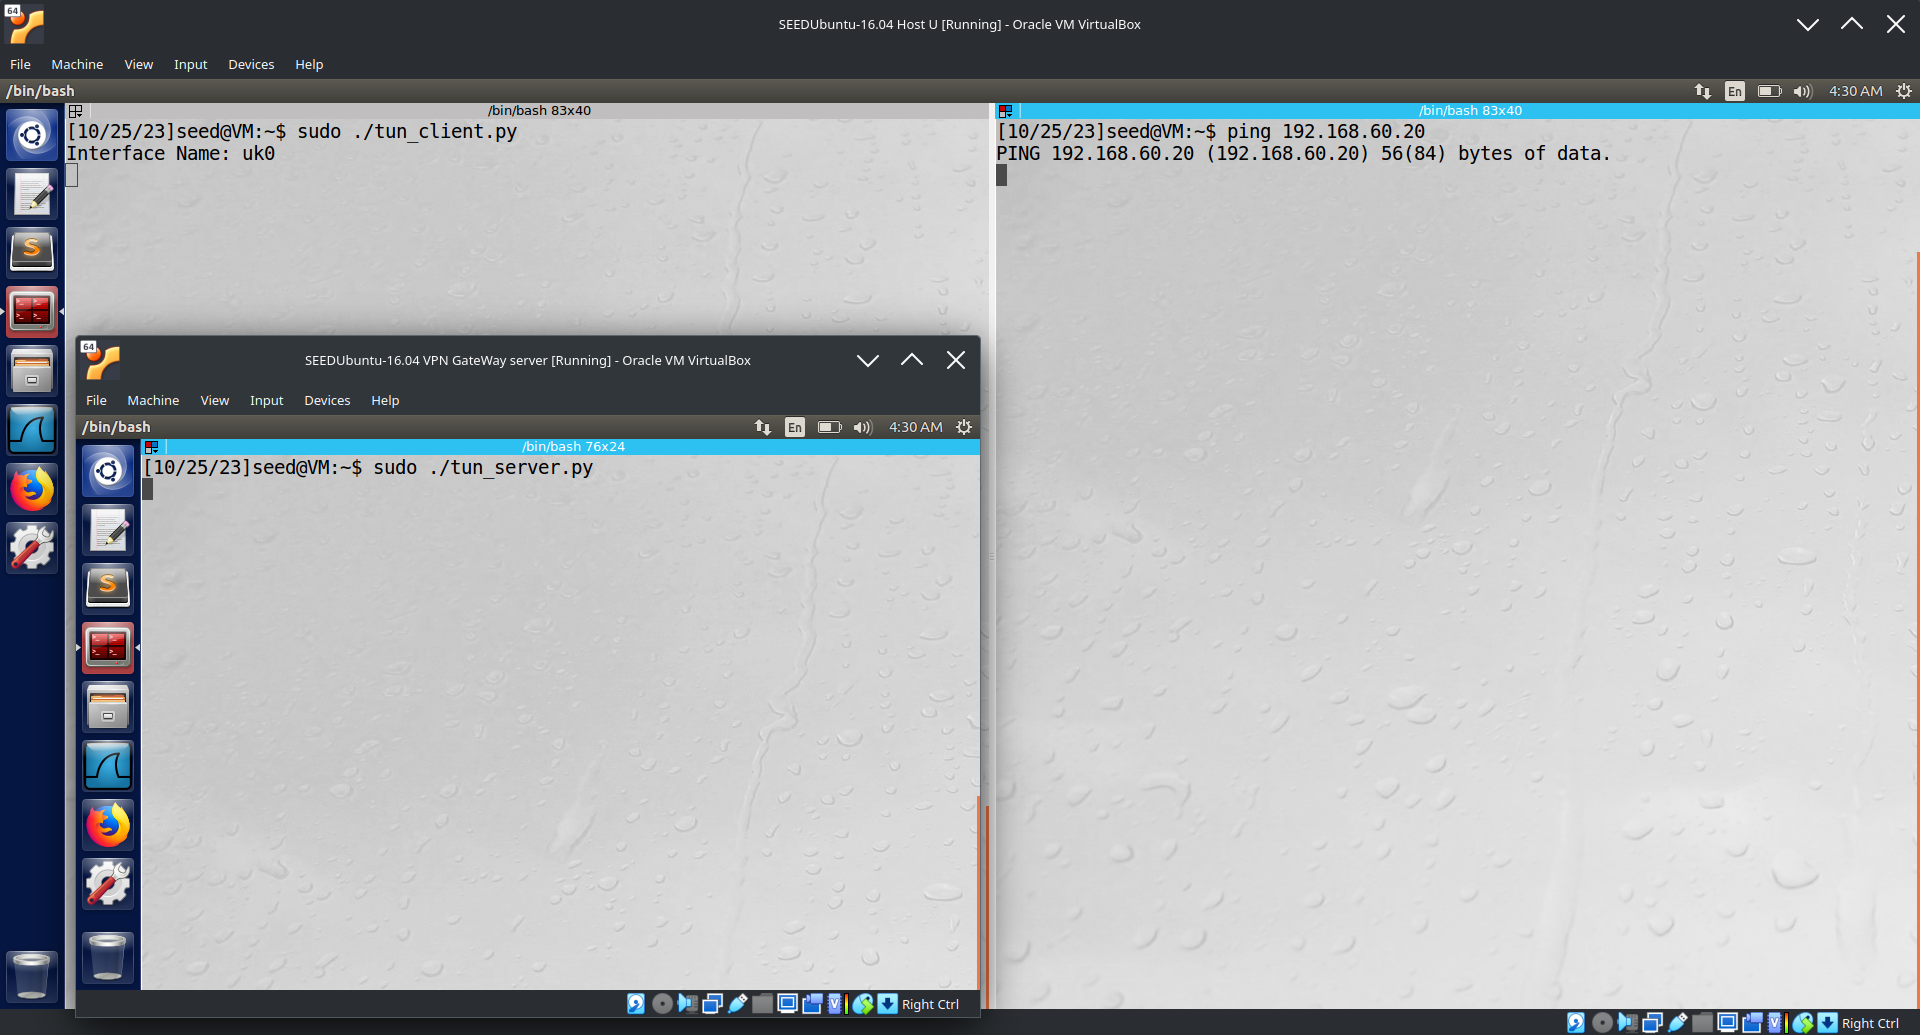 64
SEEDUbuntu-16.04 Host U [Running] - Oracle VM VirtualBox
File Machine View Input Devices Help
/bin/bash
En 4:30 AM
/bin/bash 83x40
[10/25/23]seed@VM:~$ sudo ./tun_client.py
Interface Name: uk0
/bin/bash 83x40
[10/25/23]seed@VM:~$ ping 192.168.60.20
PING 192.168.60.20 (192.168.60.20) 56(84) bytes of data.
64
SEEDUbuntu-16.04 VPN GateWay server [Running] - Oracle VM VirtualBox
File Machine View Input Devices Help
/bin/bash
En 4:30 AM
/bin/bash 76x24
[10/25/23]seed@VM:~$ sudo ./tun_server.py
Right Ctrl
Right Ctrl